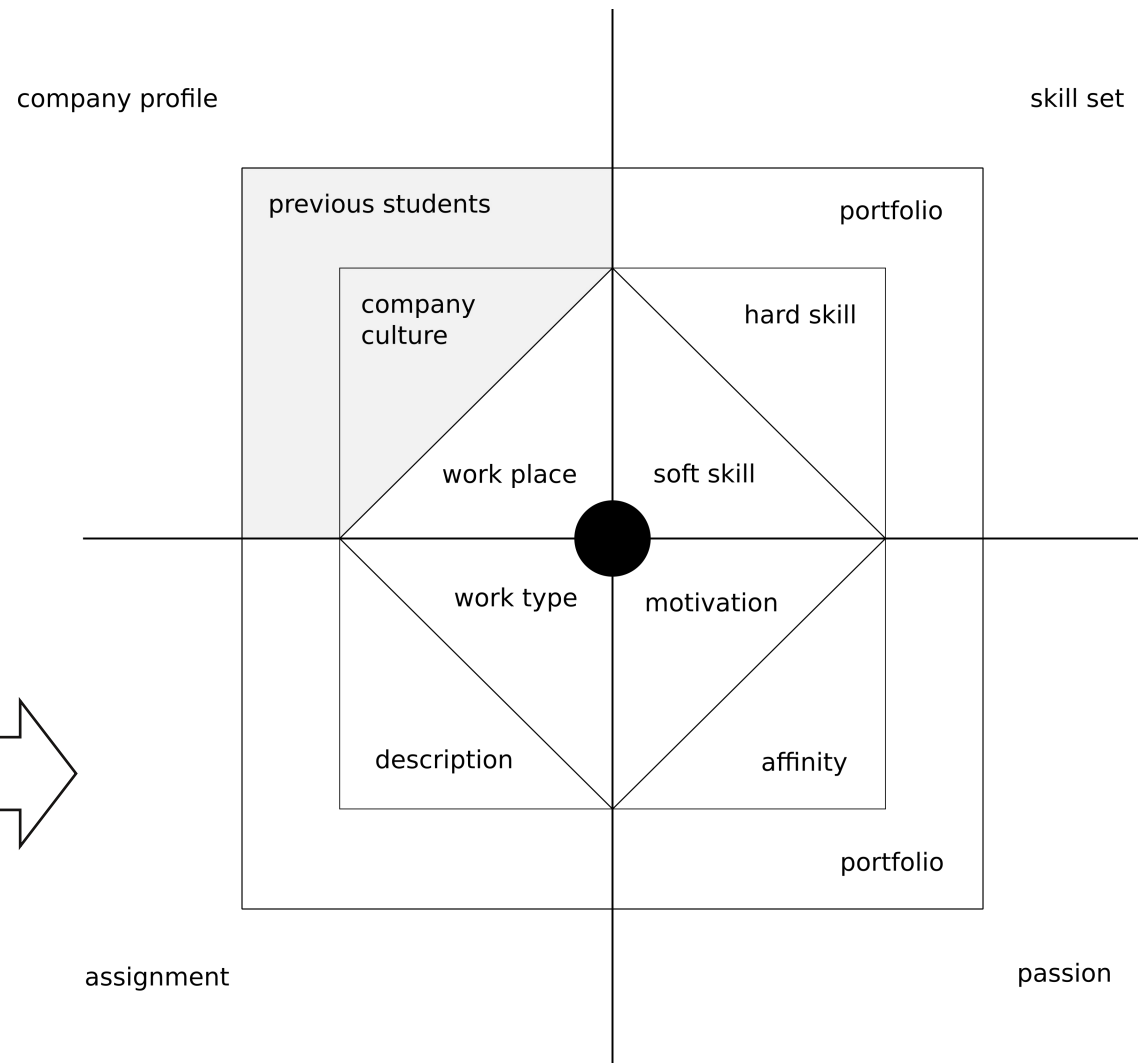 company profile
skill set
previous students
portfolio
company
culture
hard skill
work place
soft skill
work type
motivation
description
affinity
portfolio
assignment
passion